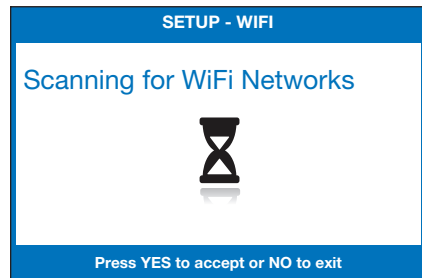 SETUP - WIFI
Scanning for WiFi Networks
Press YES to accept or NO to exit